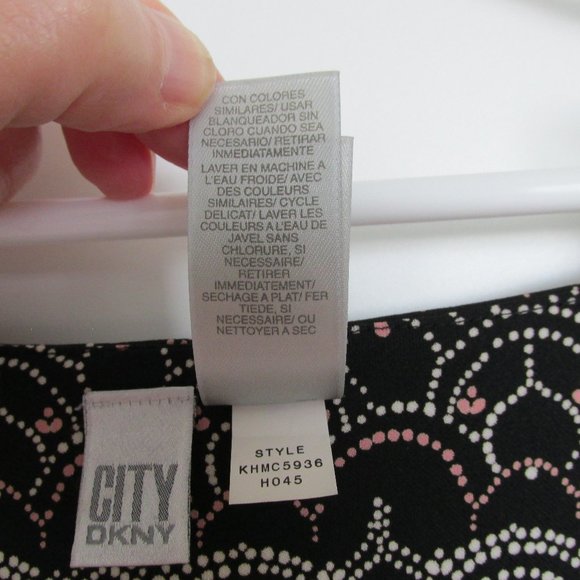 CON COLORES
SIMILARES/ USAR
BLANQUEADOR SIN
CLORO CUANDO SEA
NECESARIO/ RETIRAR
INMEDIATAMENTE
LAVER EN MACHINE A
L'EAU FROIDE/ AVEC
DES COULEURS
SIMILAIRES/ CYCLE
DELICAT/ LAVER LES
COULEURS A L'EAU DE
JAVEL SANS
CHLORURE, SI
NECESSAIRE/
RETIRER
IMMEDIATEMENT/
SECHAGE A PLAT/ FER
TIEDE, SI
NECESSAIRE/ OU
NETTOYER A SEC
STYLE
KHMC5936
H045
CITY
DKNY